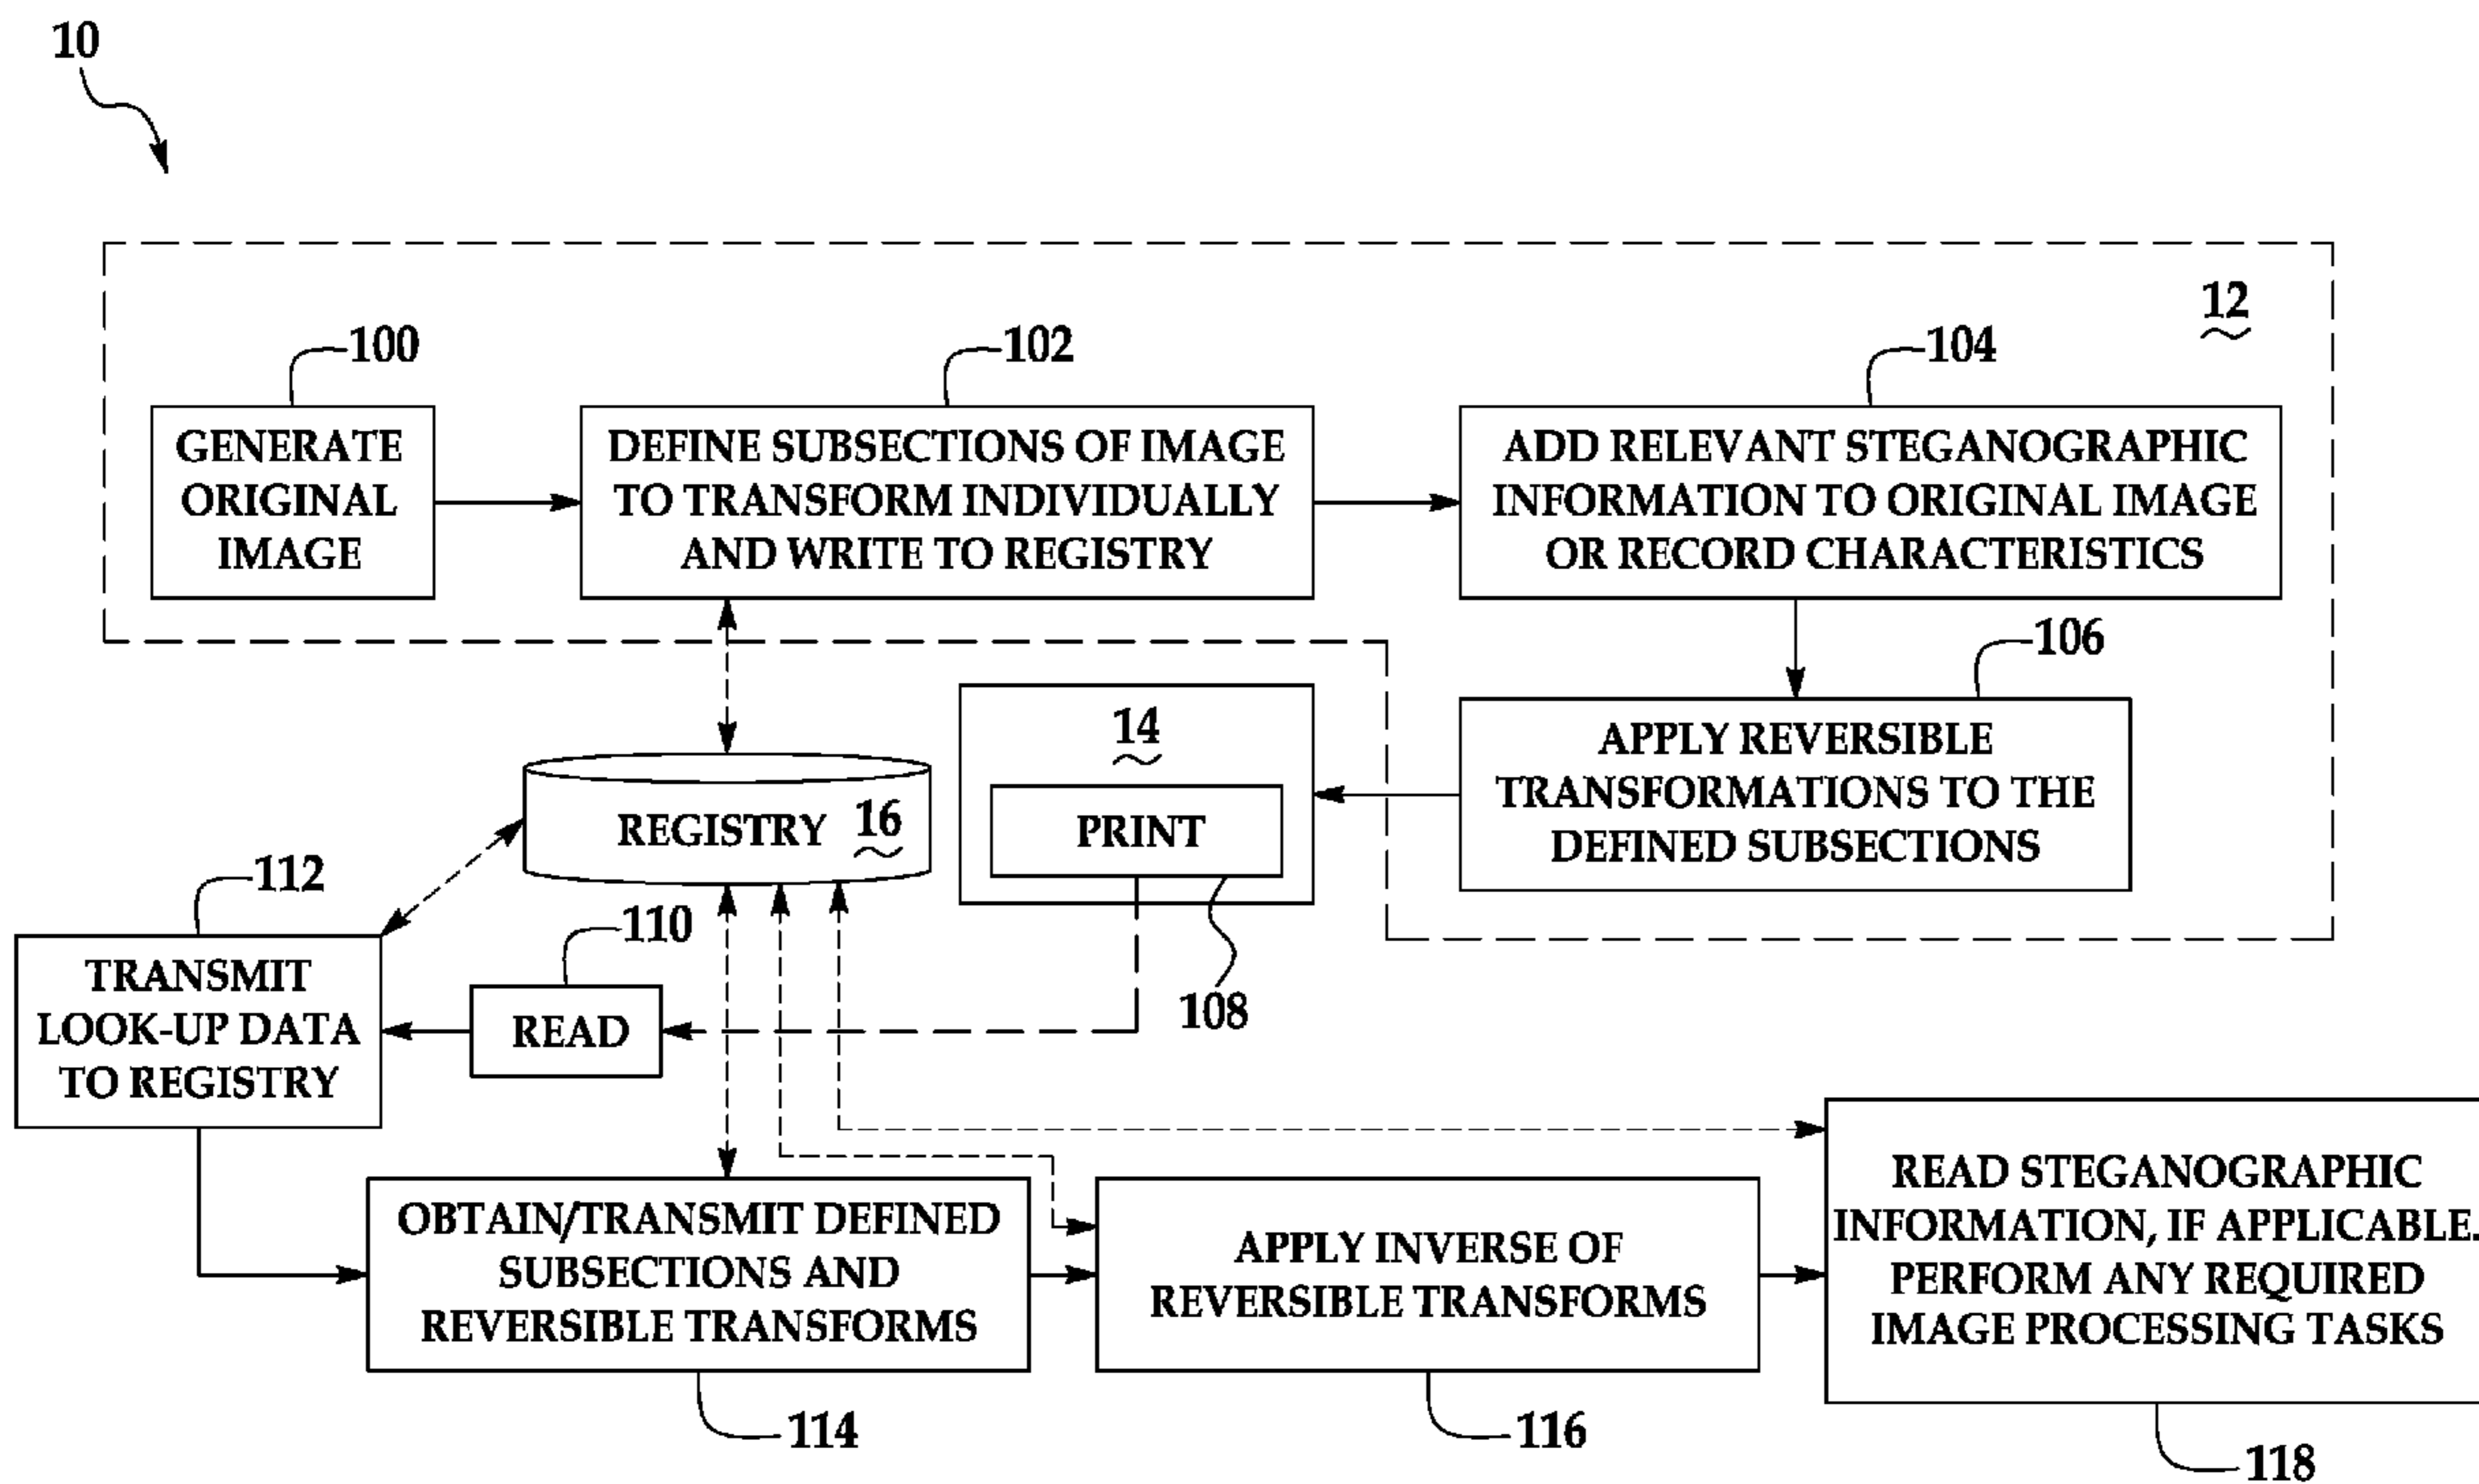 10
12
100
102
104
GENERATE
ORIGINAL
IMAGE
DEFINE SUBSECTIONS OF IMAGE
TO TRANSFORM INDIVIDUALLY
AND WRITE TO REGISTRY
ADD RELEVANT STEGANOGRAPHIC
INFORMATION TO ORIGINAL IMAGE
OR RECORD CHARACTERISTICS
106
APPLY REVERSIBLE
TRANSFORMATIONS TO THE
DEFINED SUBSECTIONS
14
PRINT
108
REGISTRY 16
110
READ
112
TRANSMIT
LOOK-UP DATA
TO REGISTRY
OBTAIN/TRANSMIT DEFINED
SUBSECTIONS AND
REVERSIBLE TRANSFORMS
114
APPLY INVERSE OF
REVERSIBLE TRANSFORMS
116
READ STEGANOGRAPHIC
INFORMATION, IF APPLICABLE.
PERFORM ANY REQUIRED
IMAGE PROCESSING TASKS
118